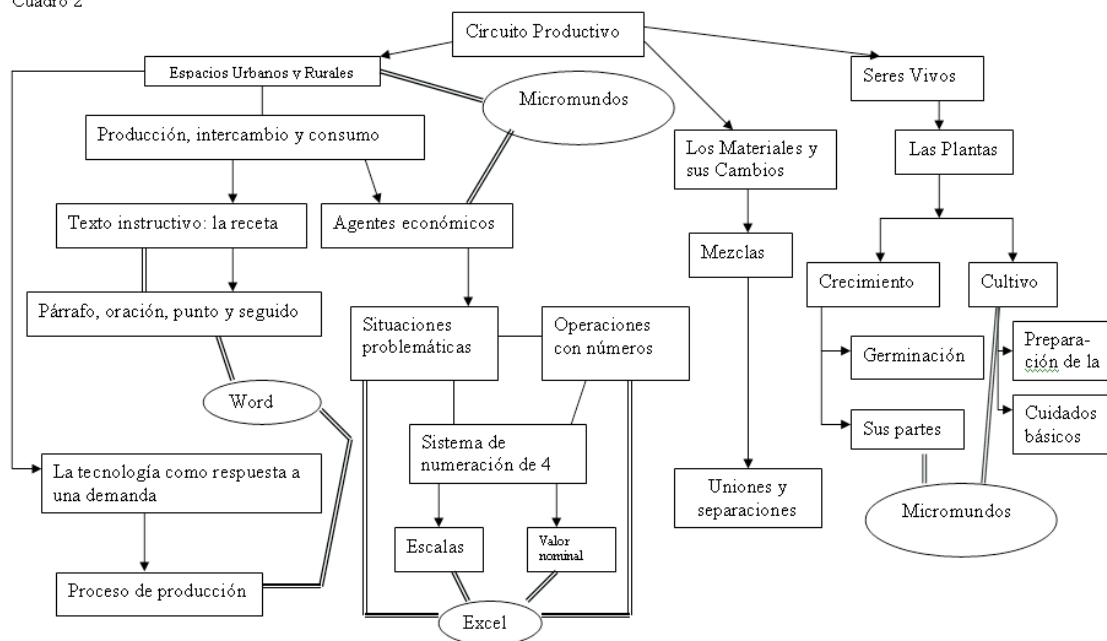 Cuadro 2
Circuito Productivo
Espacios Urbanos y Rurales
Seres Vivos
Micromundos
Producción, intercambio y consumo
Los Materiales y
sus Cambios
Las Plantas
Texto instructivo: la receta
Agentes económicos
Mezclas
Crecimiento
Cultivo
Párrafo, oración, punto y seguido
Situaciones
problemáticas
Operaciones
con números
Germinación
Prepara-
ción de la
Word
Sus partes
Cuidados
básicos
Sistema de
numeración de 4
La tecnología como respuesta a
una demanda
Uniones y
separaciones
Micromundos
Escalas
Valor
nominal
Proceso de producción
Excel